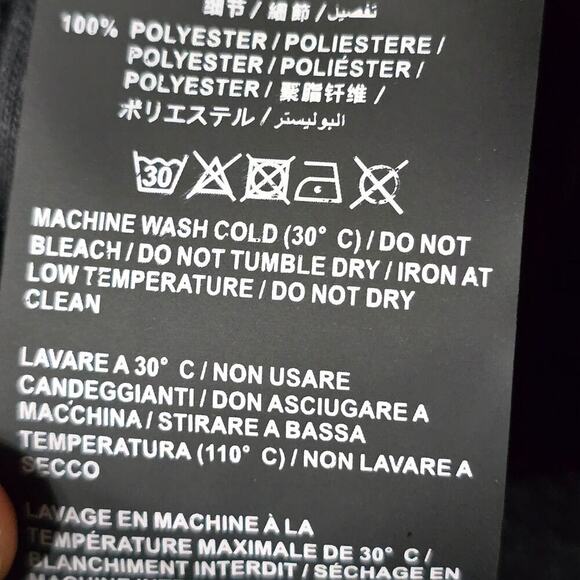 细节 / 細節 / تفصيل
100% POLYESTER / POLIESTERE /
POLYESTER / POLIÉSTER /
POLYESTER / 聚脂钎维 /
ポリエステル / البوليستر
30
MACHINE WASH COLD (30° C) / DO NOT
BLEACH / DO NOT TUMBLE DRY / IRON AT
LOW TEMPERATURE / DO NOT DRY
CLEAN
LAVARE A 30° C / NON USARE
CANDEGGIANTI / DON ASCIUGARE A
MACCHINA / STIRARE A BASSA
TEMPERATURA (110° C) / NON LAVARE A
SECCO
LAVAGE EN MACHINE À LA
TEMPÉRATURE MAXIMALE DE 30° C /
BLANCHIMENT INTERDIT / SÉCHAGE EN
MACHINE